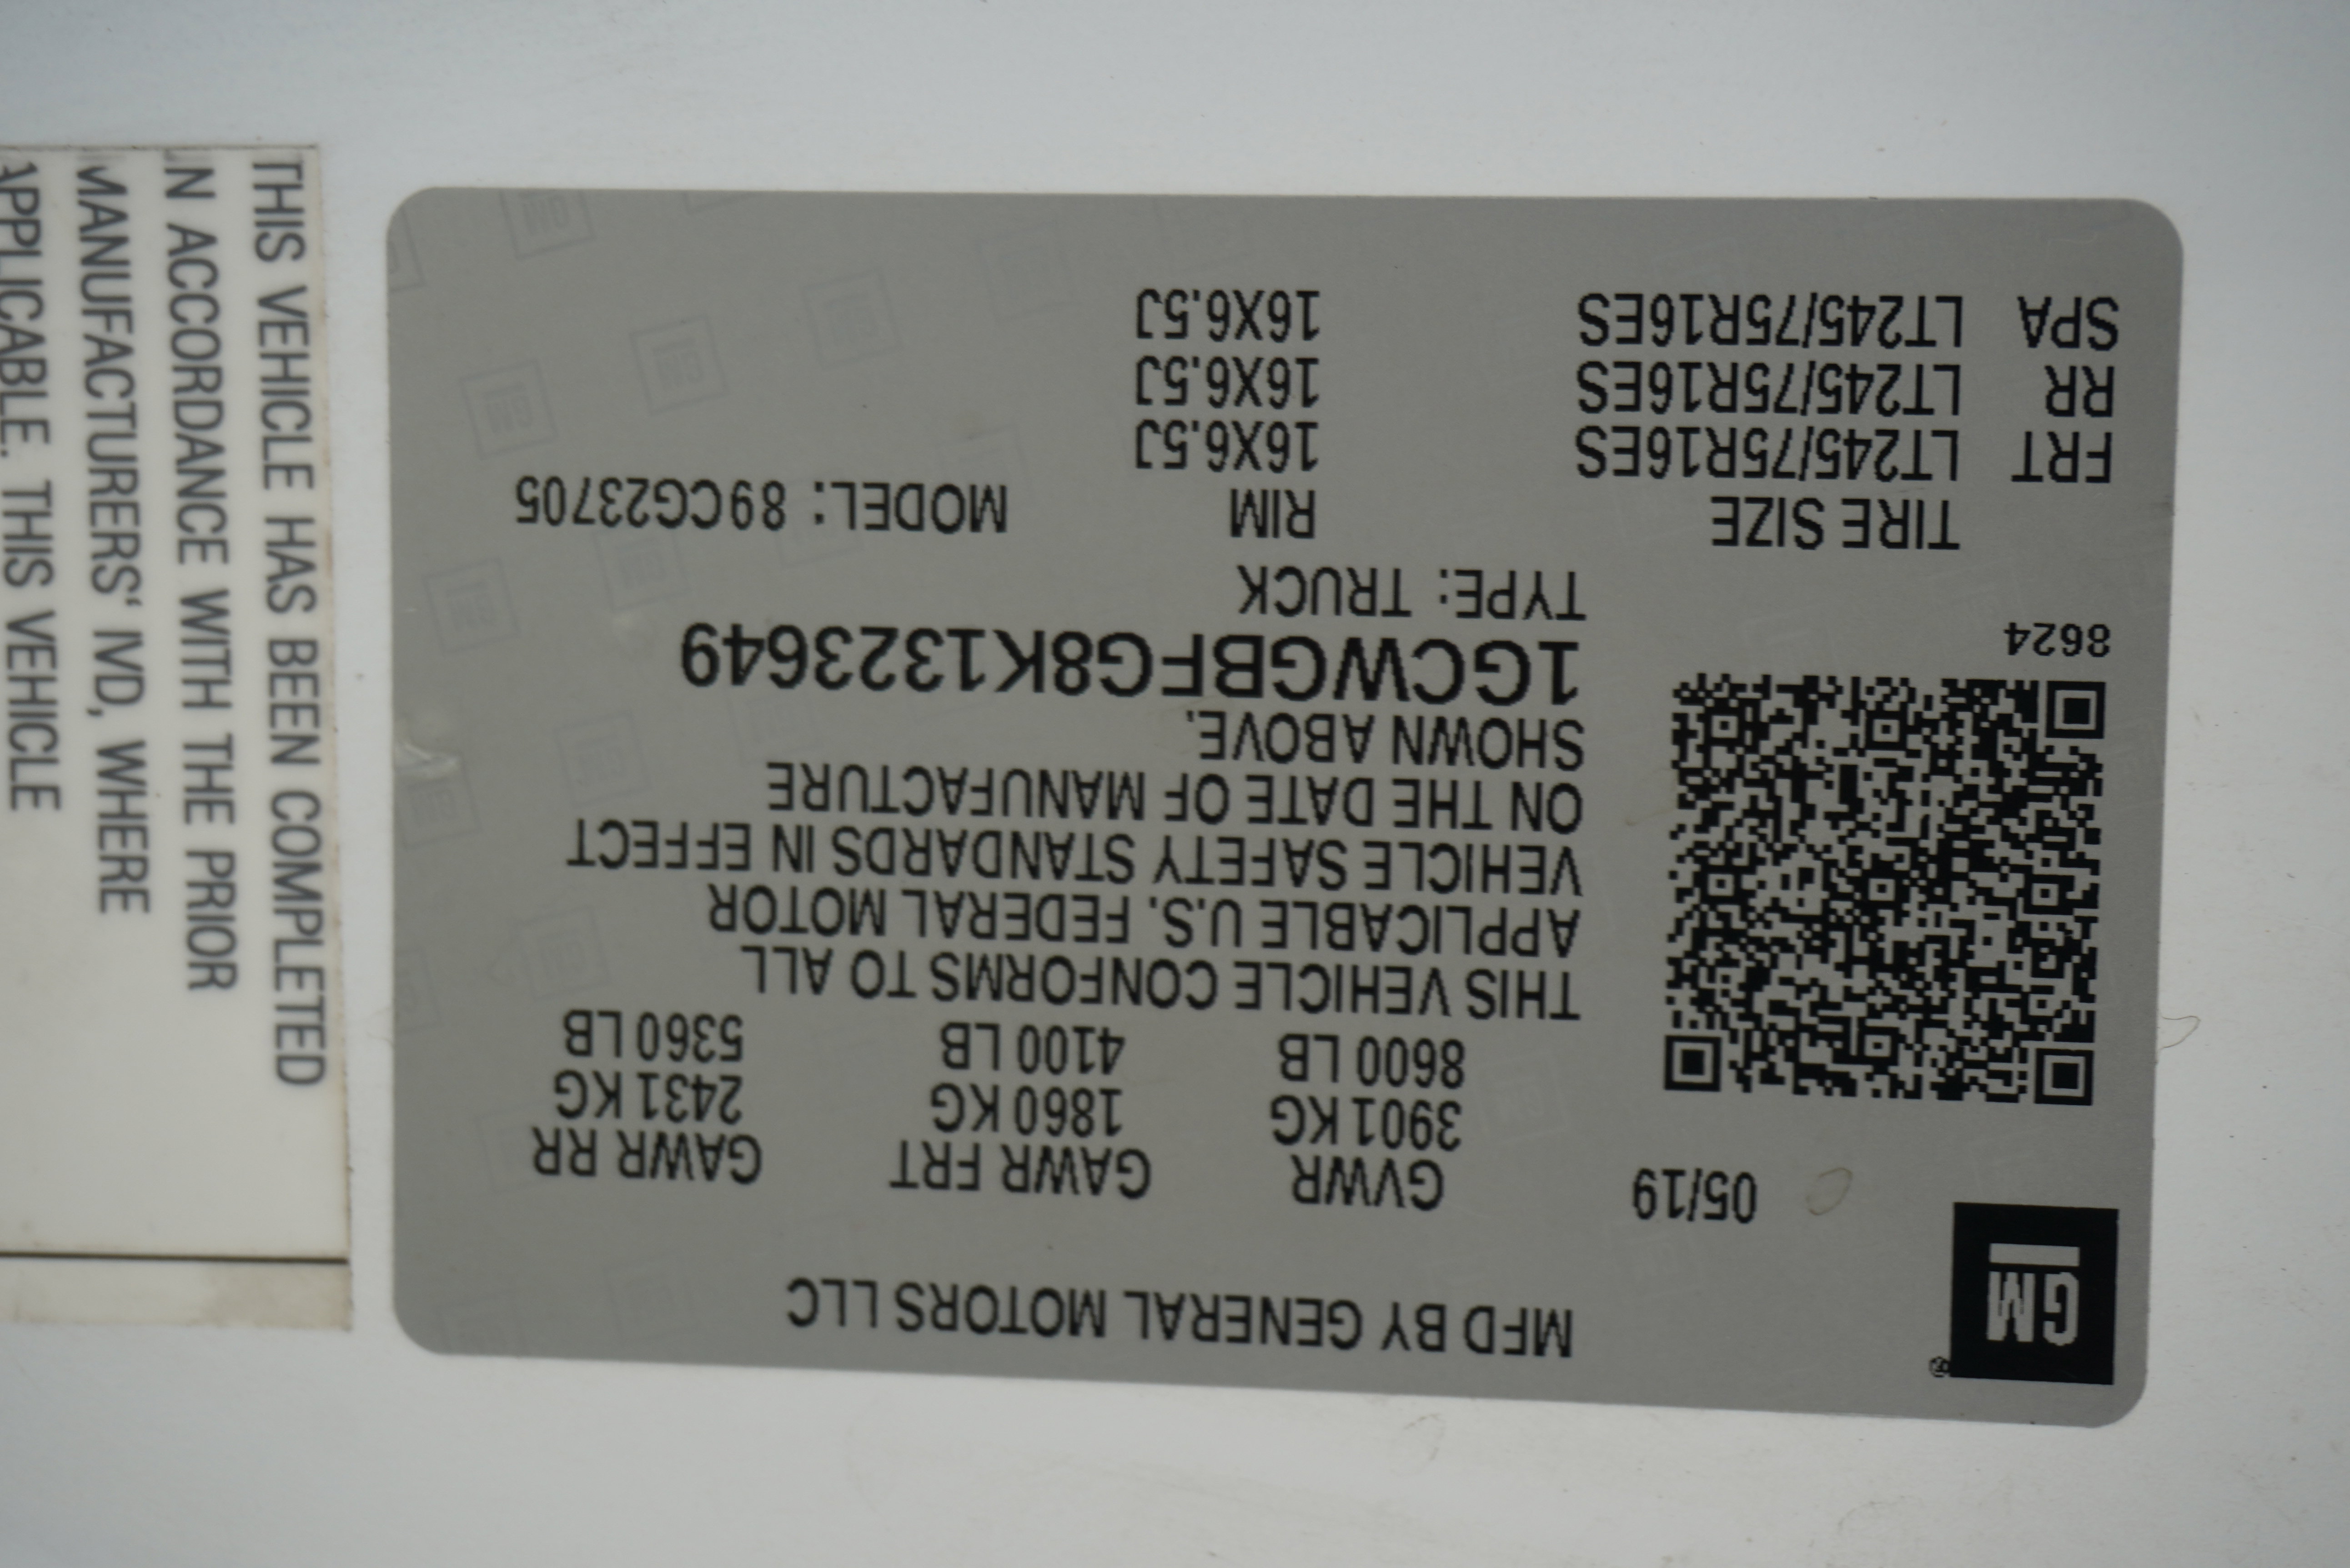 GM
®
MFD BY GENERAL MOTORS LLC
05/19
GVWR GAWR FRT GAWR RR
3901 KG 1860 KG 2431 KG
8600 LB 4100 LB 5360 LB
THIS VEHICLE CONFORMS TO ALL
APPLICABLE U.S. FEDERAL MOTOR
VEHICLE SAFETY STANDARDS IN EFFECT
ON THE DATE OF MANUFACTURE
SHOWN ABOVE.
1GCWGBFG8K1323649
8624
TYPE: TRUCK
TIRE SIZE RIM MODEL: 89CG23705
FRT LT245/75R16ES 16X6.5J
RR LT245/75R16ES 16X6.5J
SPA LT245/75R16ES 16X6.5J
THIS VEHICLE HAS BEEN COMPLETED
IN ACCORDANCE WITH THE PRIOR
MANUFACTURERS' IVD, WHERE
APPLICABLE. THIS VEHICLE